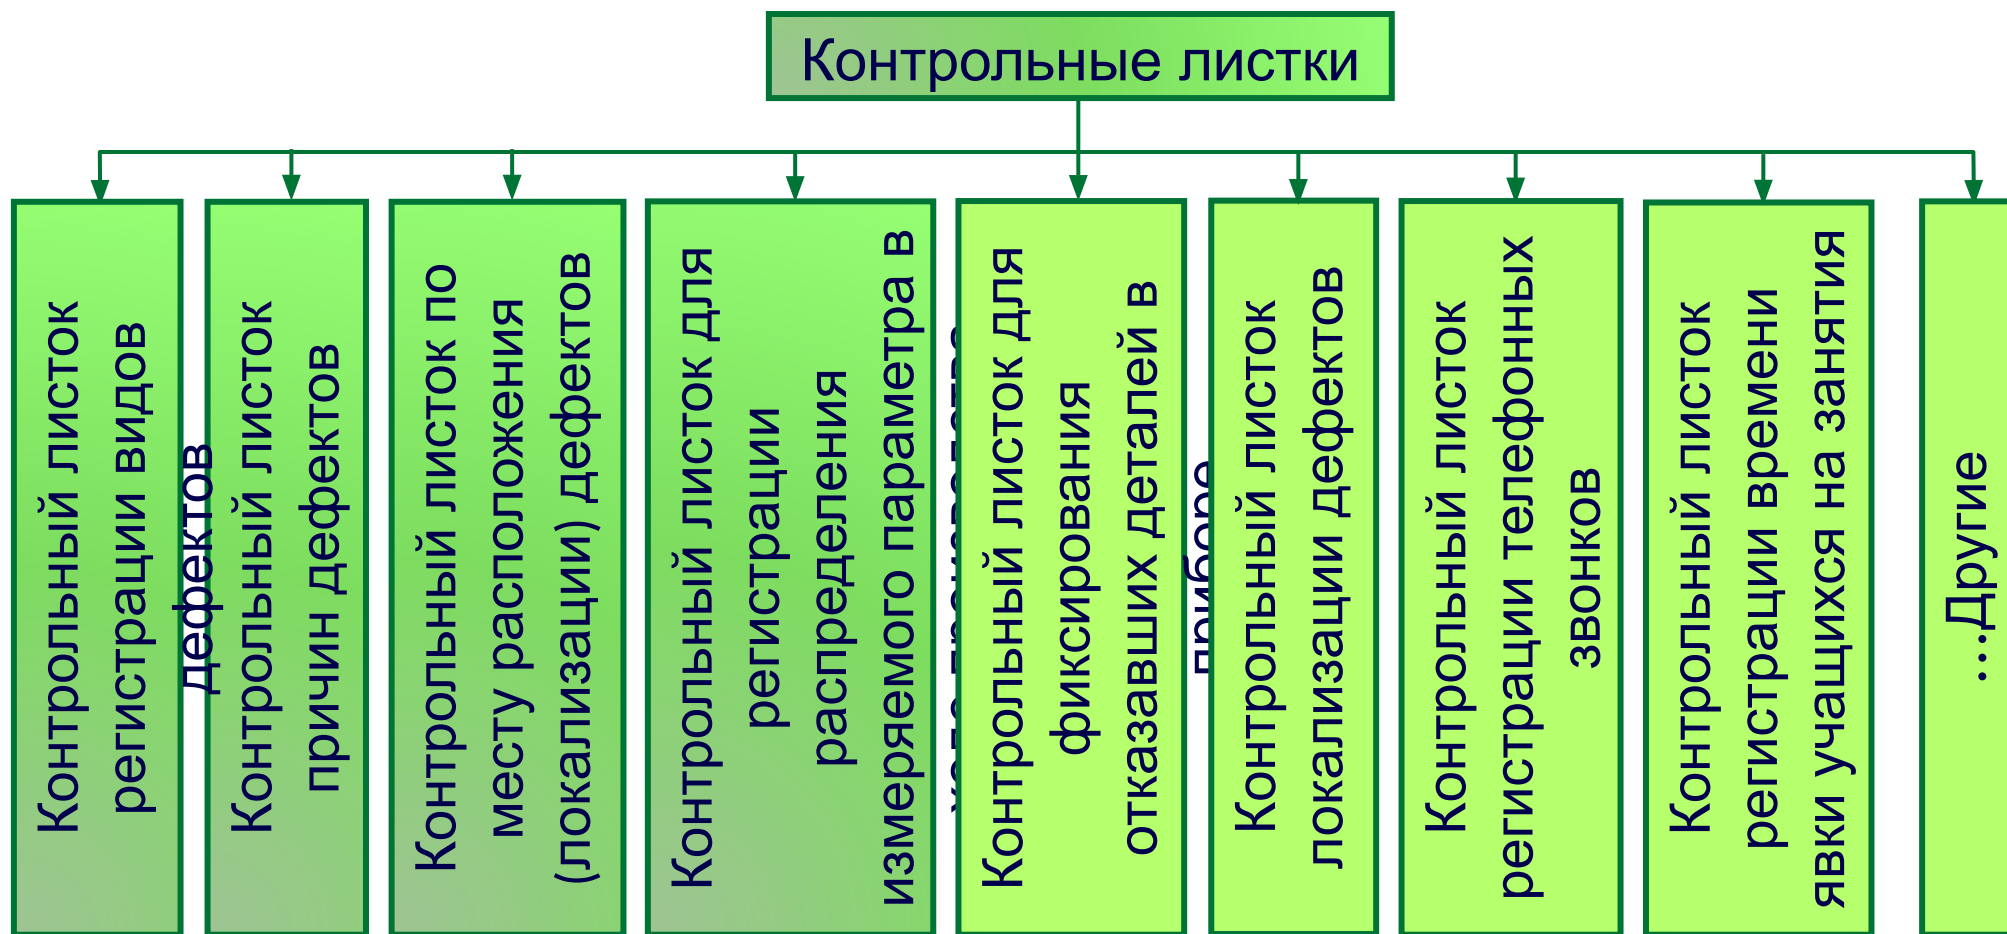 Контрольные листки
Контрольный листок
регистрации видов
дефектов
Контрольный листок
причин дефектов
Контрольный листок по
месту расположения
(локализации) дефектов
Контрольный листок для
регистрации
распределения
измеряемого параметра в
Контрольный листок для
фиксирования
отказавших деталей в
приборе
Контрольный листок
локализации дефектов
Контрольный листок
регистрации телефонных
звонков
Контрольный листок
регистрации времени
явки учащихся на занятия
...Другие